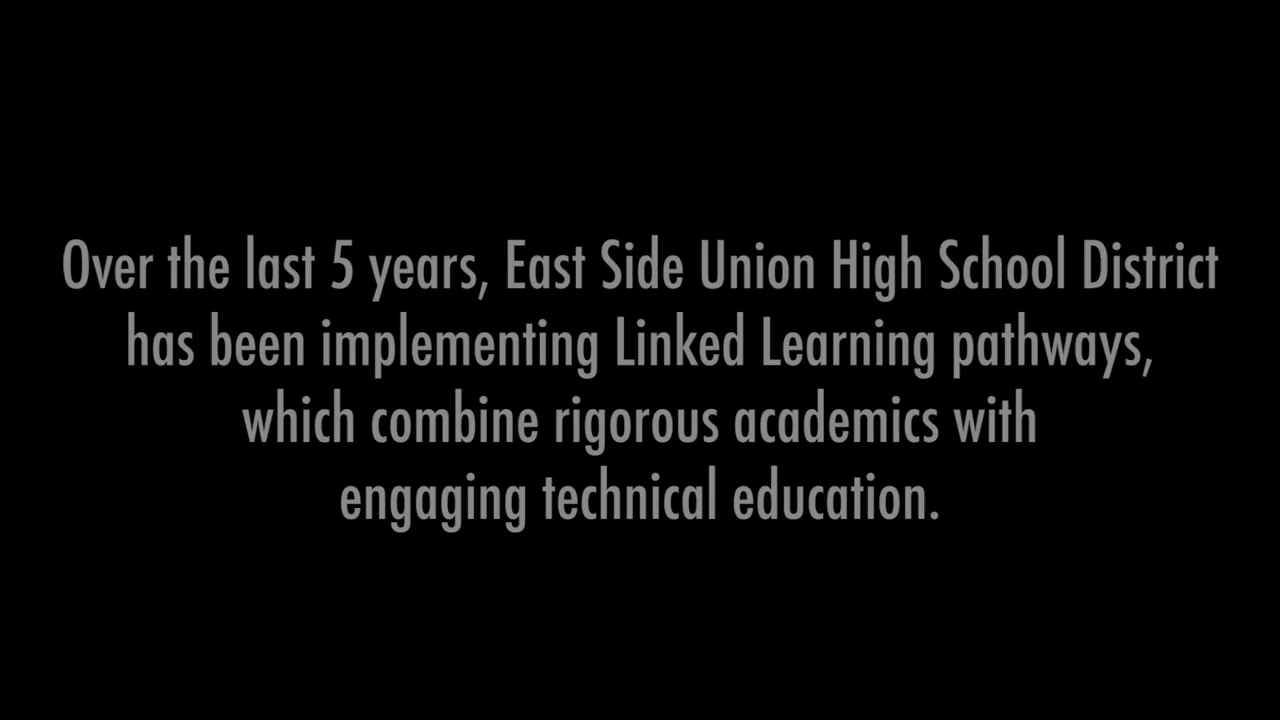 Over the last 5 years, East Side Union High School District
has been implementing Linked Learning pathways,
which combine rigorous academics with
engaging technical education.